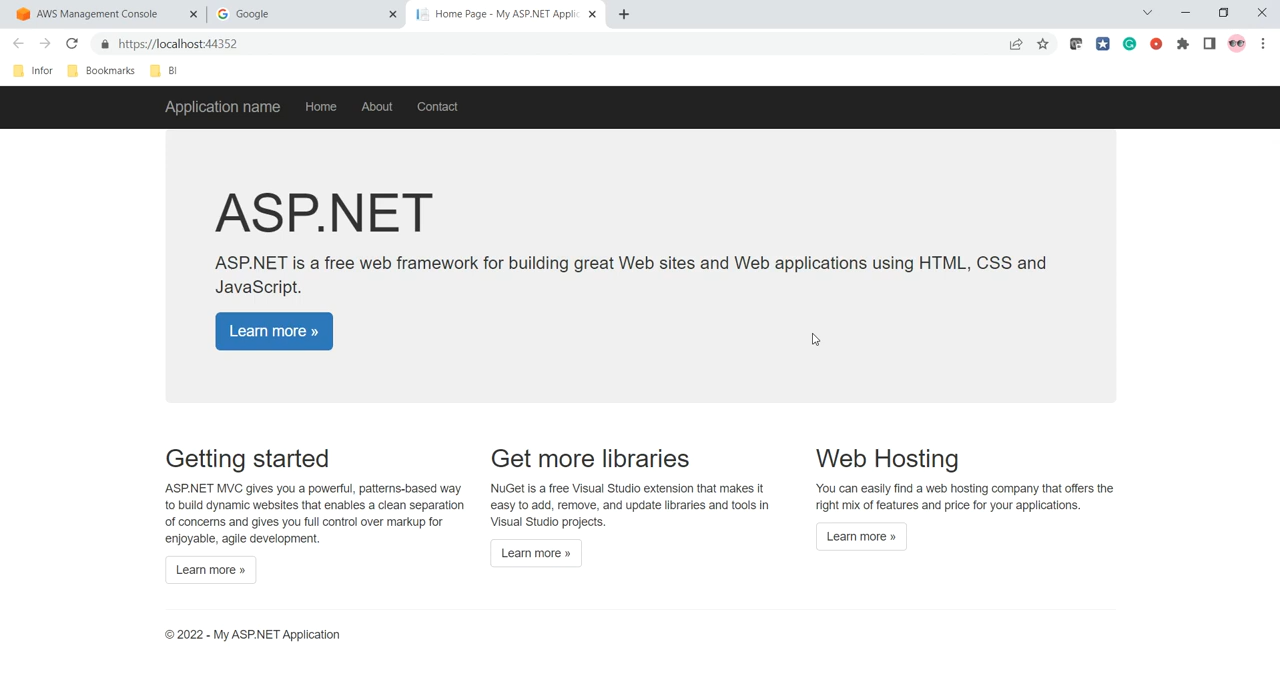 AWS Management Console
Google
Home Page - My ASP.NET Applic
https://localhost:44352
Infor
Bookmarks
BI
Application name
Home
About
Contact
ASP.NET
ASP.NET is a free web framework for building great Web sites and Web applications using HTML, CSS and
JavaScript.
Learn more »
Getting started
ASP.NET MVC gives you a powerful, patterns-based way
to build dynamic websites that enables a clean separation
of concerns and gives you full control over markup for
enjoyable, agile development.
Learn more »
Get more libraries
NuGet is a free Visual Studio extension that makes it
easy to add, remove, and update libraries and tools in
Visual Studio projects.
Learn more »
Web Hosting
You can easily find a web hosting company that offers the
right mix of features and price for your applications.
Learn more »
© 2022 - My ASP.NET Application